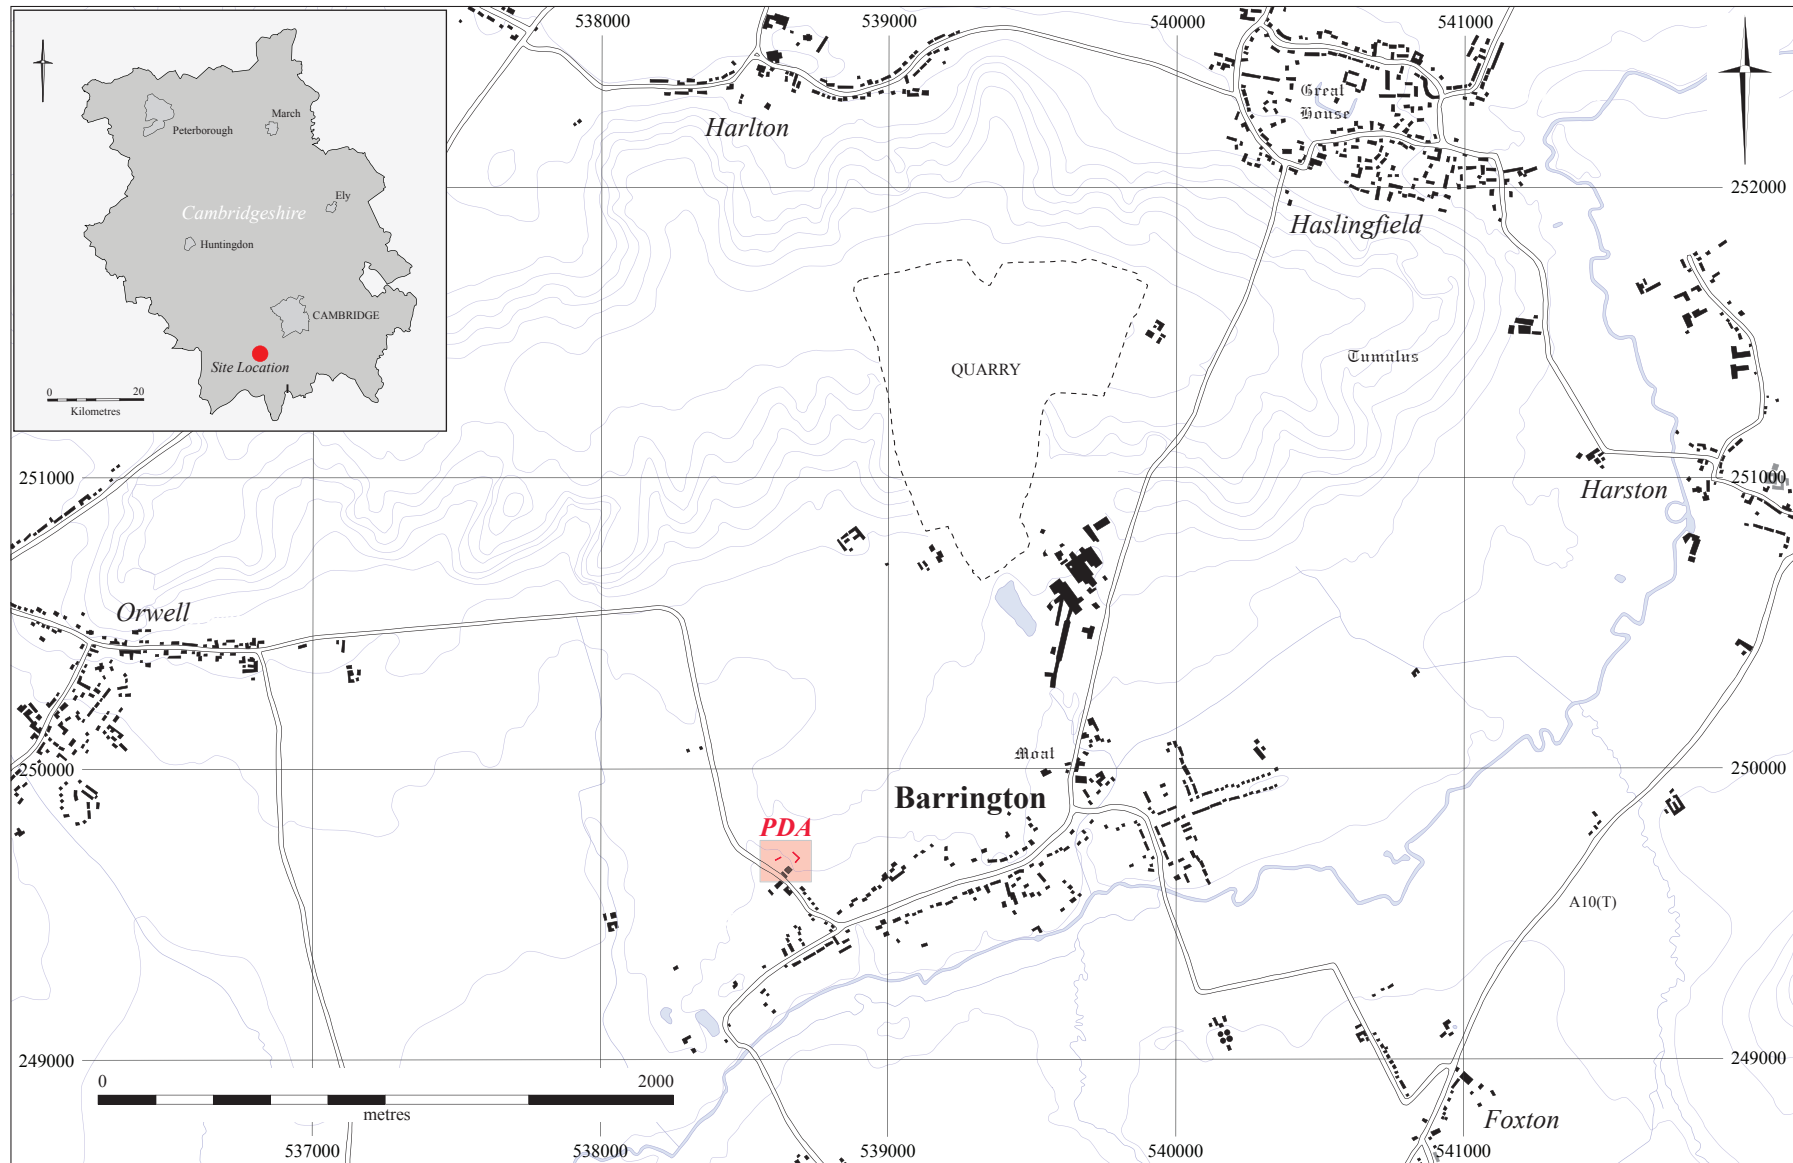 538000
539000
540000
541000
Peterborough
March
Ely
Cambridgeshire
Huntingdon
CAMBRIDGE
Site Location
0
20
Kilometres
Harlton
Great
House
252000
Haslingfield
QUARRY
Tumulus
251000
Harston
251000
Orwell
Moat
250000
Barrington
250000
PDA
A10(T)
249000
249000
0
2000
metres
Foxton
537000
538000
539000
540000
541000